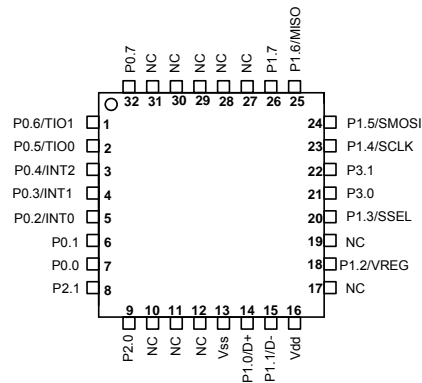 P0.7
NC
NC
NC
NC
NC
P1.7
P1.6/MISO
32
31
30
29
28
27
26
25
P0.6/TIO1 1
P0.5/TIO0 2
P0.4/INT2 3
P0.3/INT1 4
P0.2/INT0 5
P0.1 6
P0.0 7
P2.1 8
24 P1.5/SMOSI
23 P1.4/SCLK
22 P3.1
21 P3.0
20 P1.3/SSEL
19 NC
18 P1.2/VREG
17 NC
9
10
11
12
13
14
15
16
P2.0
NC
NC
NC
Vss
P1.0/D+
P1.1/D-
Vdd